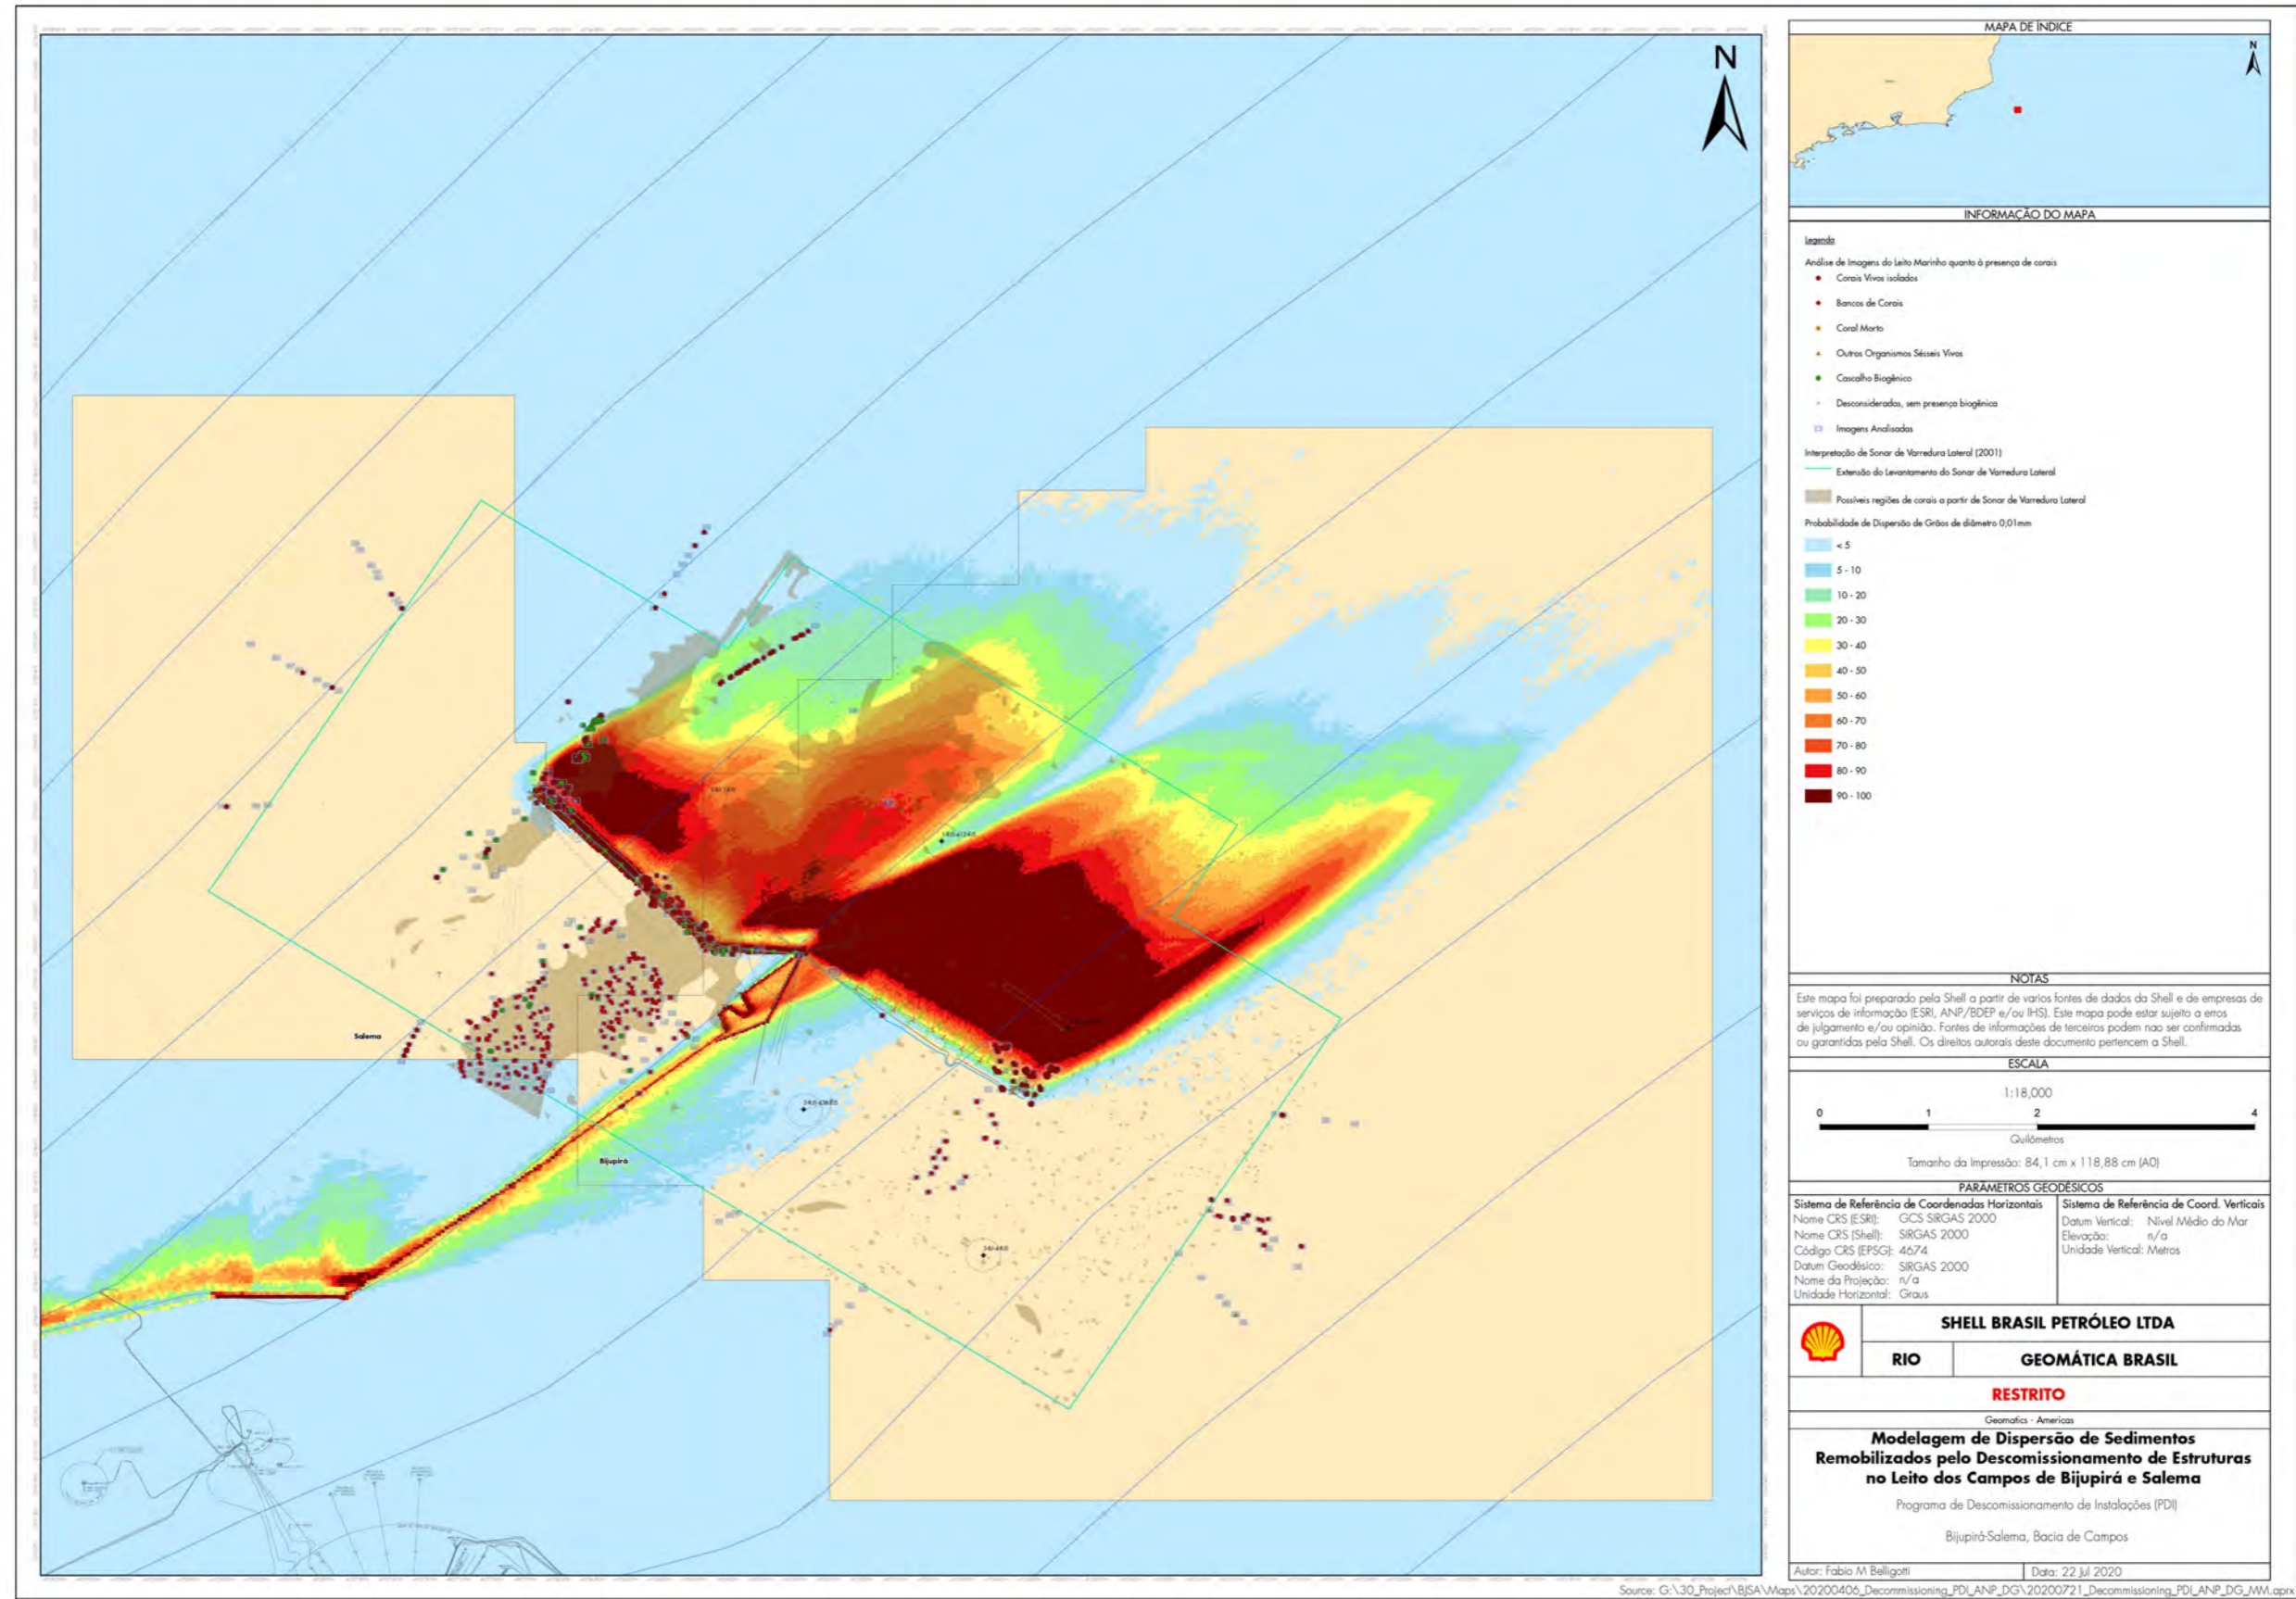 N
Salema
Bijupirá
MAPA DE ÍNDICE
N
INFORMAÇÃO DO MAPA
Legenda
Análise de Imagens do Leito Marinho quanto à presença de corais
Corais Vivos isolados
Bancos de Corais
Coral Morto
Outros Organismos Sésseis Vivos
Cascalho Biogênico
Desconsideradas, sem presença biogênica
Imagens Analisadas
Interpretação de Sonar de Varredura Lateral (2001)
Extensão do Levantamento do Sonar de Varredura Lateral
Possíveis regiões de corais a partir de Sonar de Varredura Lateral
Probabilidade de Dispersão de Grãos de diâmetro 0,01mm
< 5
5 - 10
10 - 20
20 - 30
30 - 40
40 - 50
50 - 60
60 - 70
70 - 80
80 - 90
90 - 100
NOTAS
Este mapa foi preparado pela Shell a partir de varios fontes de dados da Shell e de empresas de
serviços de informação (ESRI, ANP/BDEP e/ou IHS). Este mapa pode estar sujeito a erros
de julgamento e/ou opinião. Fontes de informações de terceiros podem nao ser confirmadas
ou garantidas pela Shell. Os direitos autorais deste documento pertencem a Shell.
ESCALA
1:18,000
0 1 2 4
Quilômetros
Tamanho da Impressão: 84,1 cm x 118,88 cm (A0)
PARÂMETROS GEODÉSICOS
Sistema de Referência de Coordenadas Horizontais
Nome CRS (ESRI): GCS SIRGAS 2000
Nome CRS (Shell): SIRGAS 2000
Código CRS (EPSG): 4674
Datum Geodésico: SIRGAS 2000
Nome da Projeção: n/a
Unidade Horizontal: Graus
Sistema de Referência de Coord. Verticais
Datum Vertical: Nível Médio do Mar
Elevação: n/a
Unidade Vertical: Metros
SHELL BRASIL PETRÓLEO LTDA
RIO GEOMÁTICA BRASIL
RESTRITO
Geomatics - Americas
Modelagem de Dispersão de Sedimentos
Remobilizados pelo Descomissionamento de Estruturas
no Leito dos Campos de Bijupirá e Salema
Programa de Descomissionamento de Instalações (PDI)
Bijupirá-Salema, Bacia de Campos
Autor: Fabio M Belligotti Data: 22 Jul 2020
Source: G:\30_Project\BJSA\Maps\20200406_Decommissioning_PDI_ANP_DG\20200721_Decommissioning_PDI_ANP_DG_MM.aprx